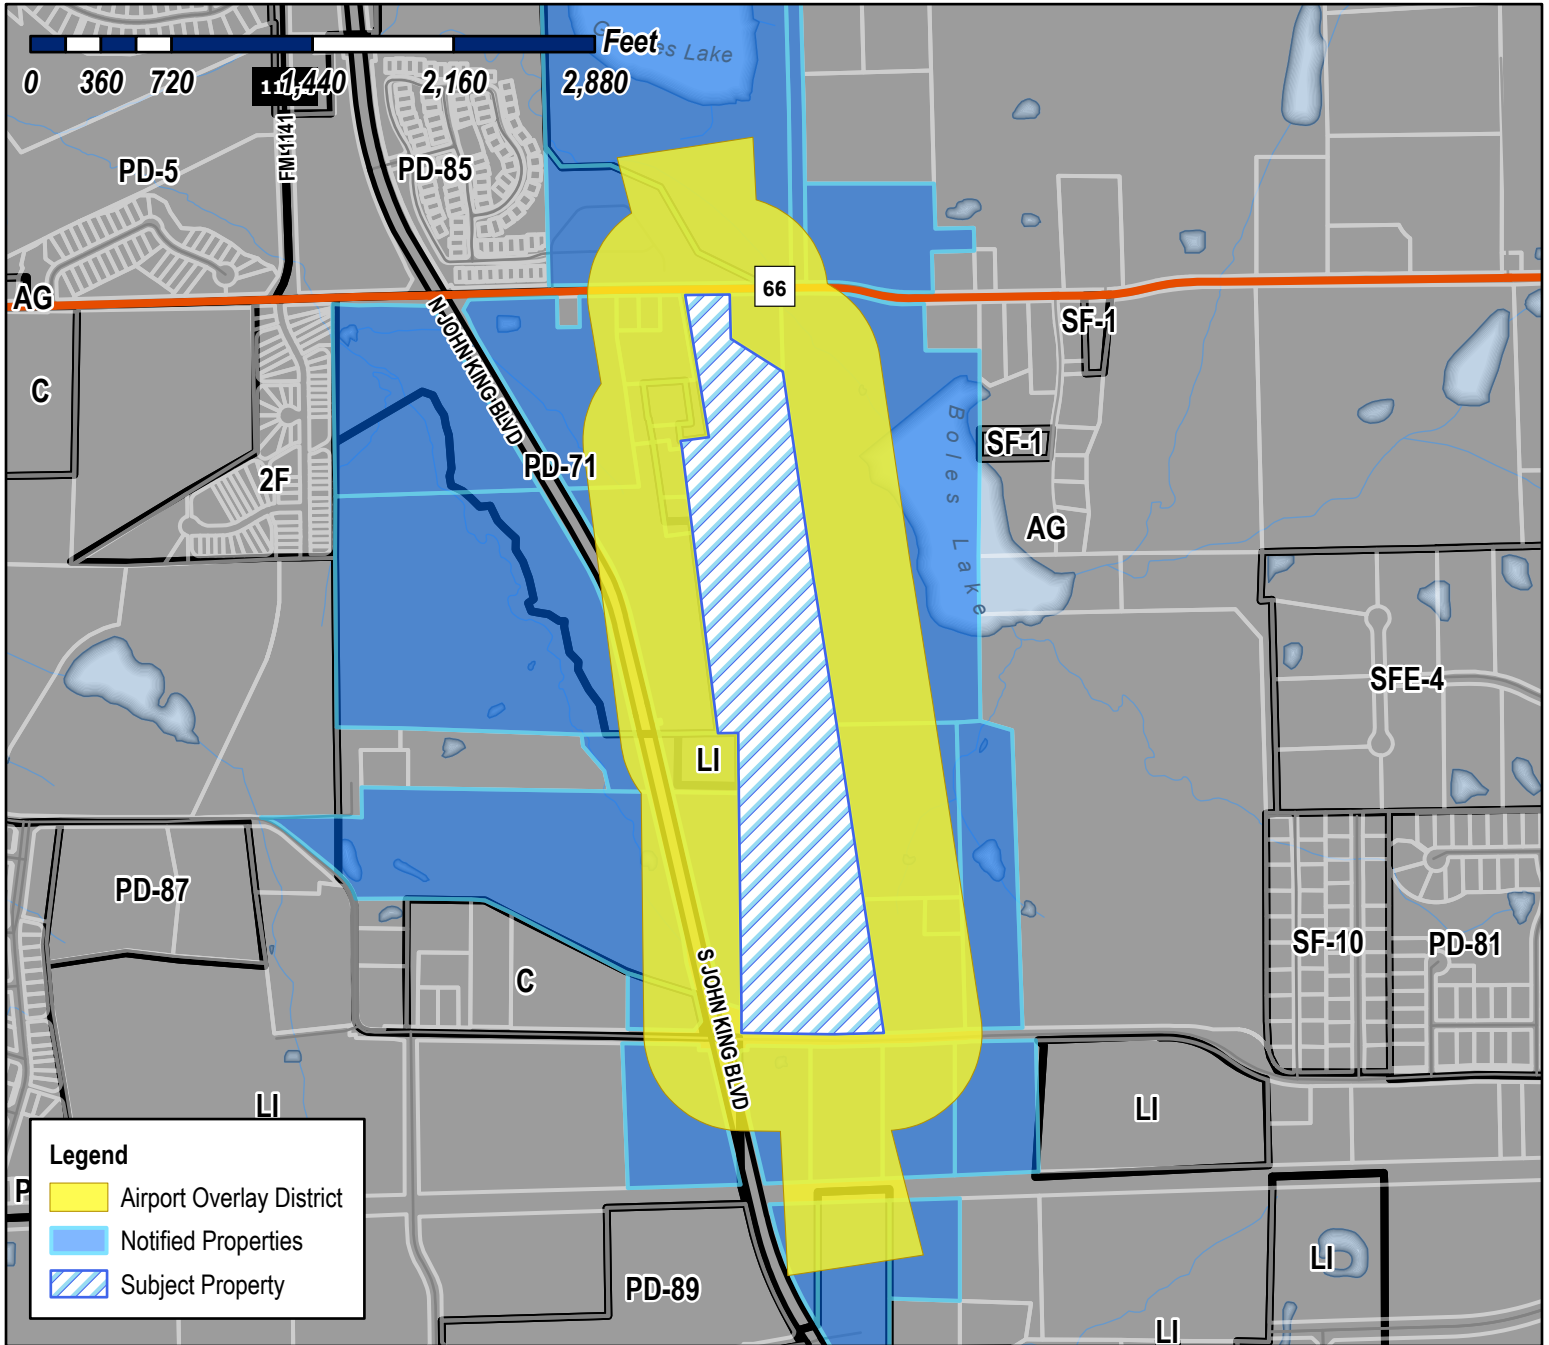 Feet
0 360 720 1,440 2,160 2,880
Lake
FM-1141
PD-5
PD-85
66
AG
N JOHN KING BLVD
SF-1
C
PD-71
SF-1
2F
Boles Lake
AG
SFE-4
LI
PD-87
SF-10
PD-81
C
S JOHN KING BLVD
LI
LI
Legend
Airport Overlay District
Notified Properties
Subject Property
LI
PD-89
LI